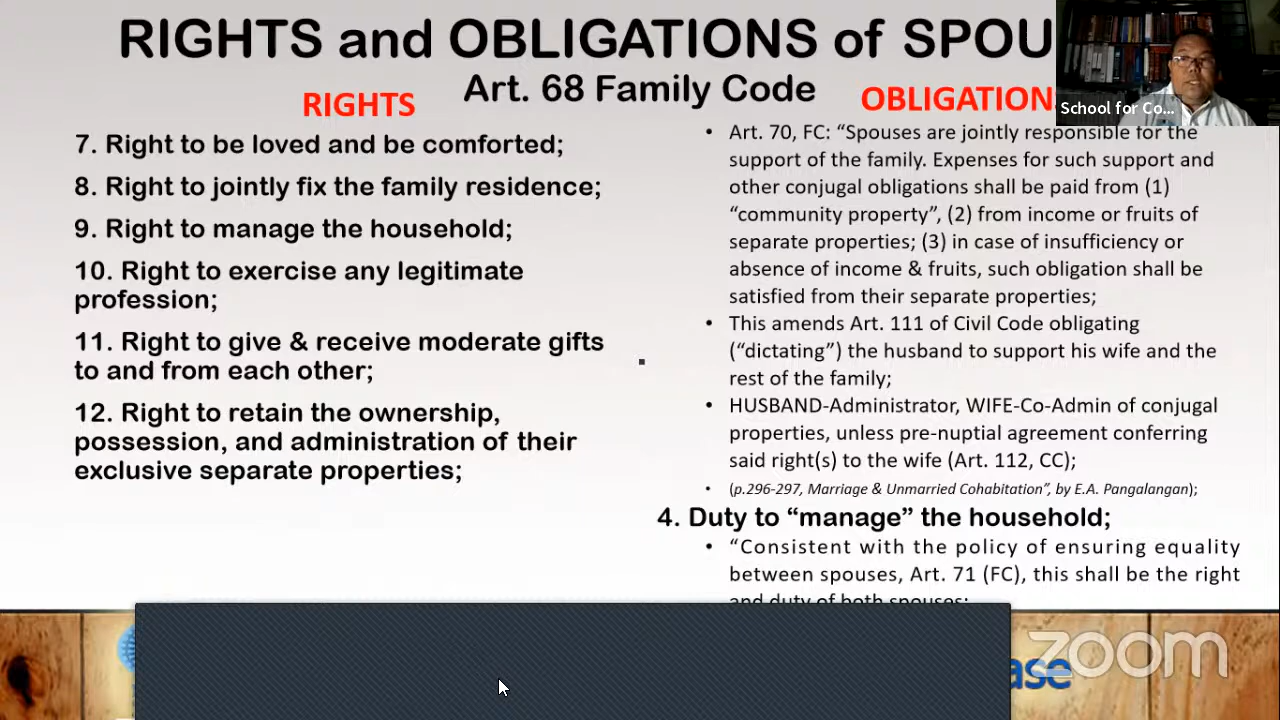 RIGHTS and OBLIGATIONS of SPOU
Art. 68 Family Code
RIGHTS
7. Right to be loved and be comforted;
8. Right to jointly fix the family residence;
9. Right to manage the household;
10. Right to exercise any legitimate
profession;
11. Right to give & receive moderate gifts
to and from each other;
12. Right to retain the ownership,
possession, and administration of their
exclusive separate properties;
OBLIGATION
School for Co...
• Art. 70, FC: “Spouses are jointly responsible for the
support of the family. Expenses for such support and
other conjugal obligations shall be paid from (1)
“community property”, (2) from income or fruits of
separate properties; (3) in case of insufficiency or
absence of income & fruits, such obligation shall be
satisfied from their separate properties;
• This amends Art. 111 of Civil Code obligating
(“dictating”) the husband to support his wife and the
rest of the family;
• HUSBAND-Administrator, WIFE-Co-Admin of conjugal
properties, unless pre-nuptial agreement conferring
said right(s) to the wife (Art. 112, CC);
• (p.296-297, Marriage & Unmarried Cohabitation”, by E.A. Pangalangan);
4. Duty to “manage” the household;
• “Consistent with the policy of ensuring equality
between spouses, Art. 71 (FC), this shall be the right
and duty of both spouses;
zoom
ase